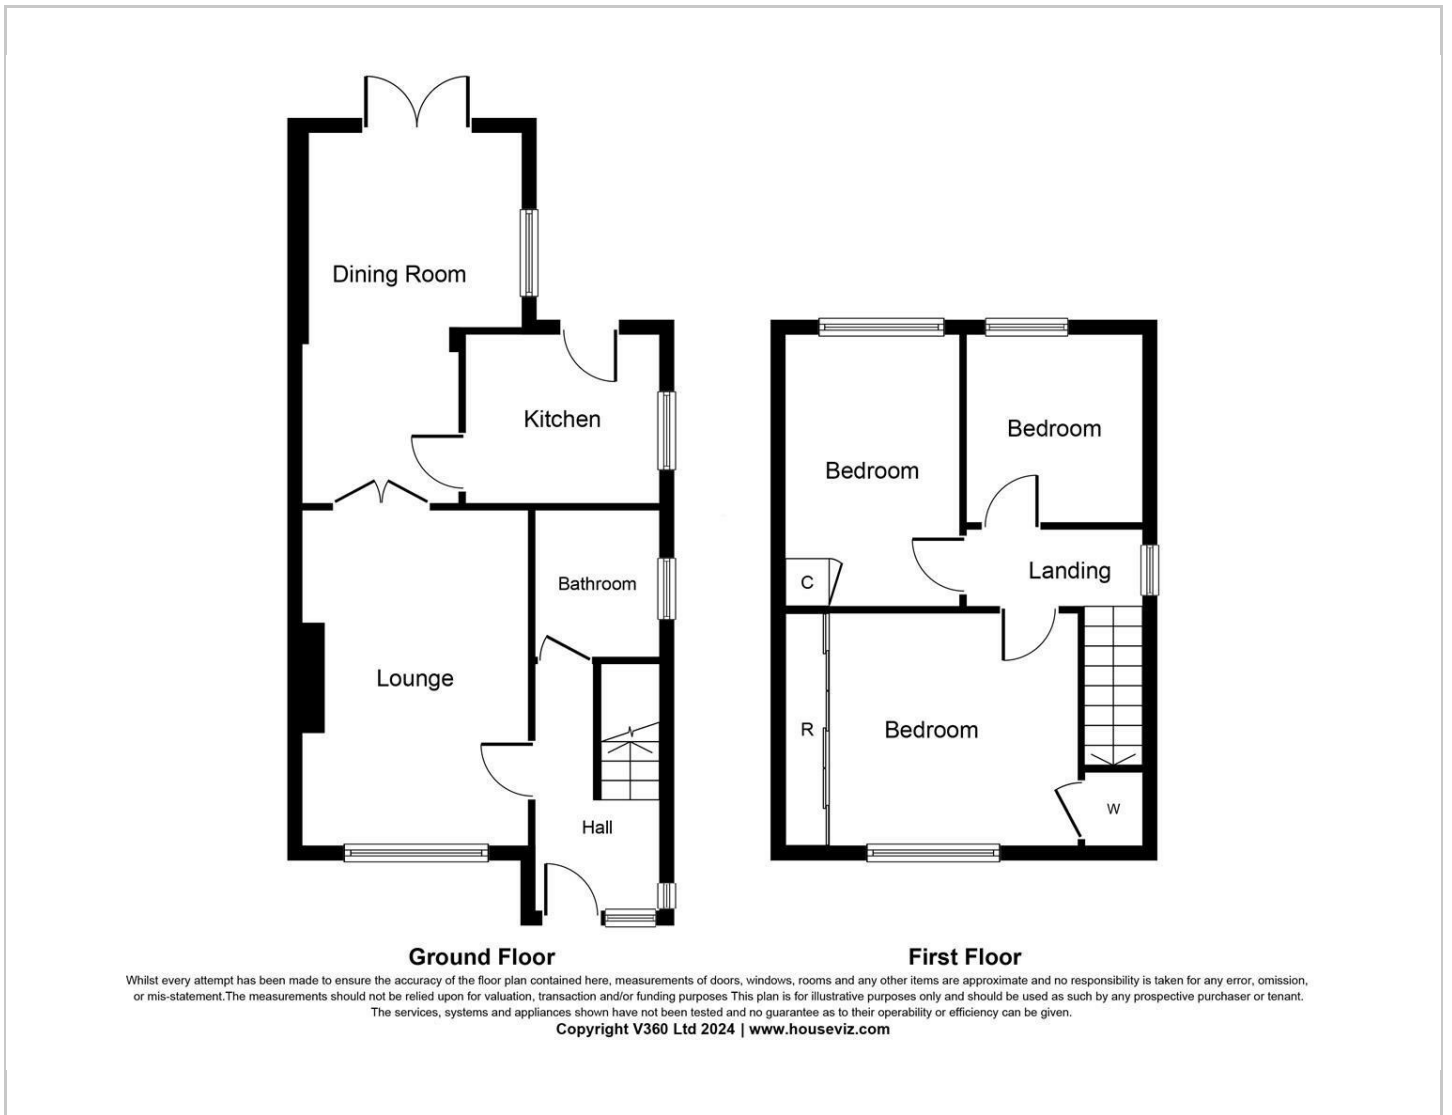 Dining Room
Kitchen
Bathroom
Lounge
Hall
Bedroom
Bedroom
Landing
C
R
Bedroom
W
Ground Floor
First Floor
Whilst every attempt has been made to ensure the accuracy of the floor plan contained here, measurements of doors, windows, rooms and any other items are approximate and no responsibility is taken for any error, omission,
or mis-statement.The measurements should not be relied upon for valuation, transaction and/or funding purposes This plan is for illustrative purposes only and should be used as such by any prospective purchaser or tenant.
The services, systems and appliances shown have not been tested and no guarantee as to their operability or efficiency can be given.
Copyright V360 Ltd 2024 | www.houseviz.com